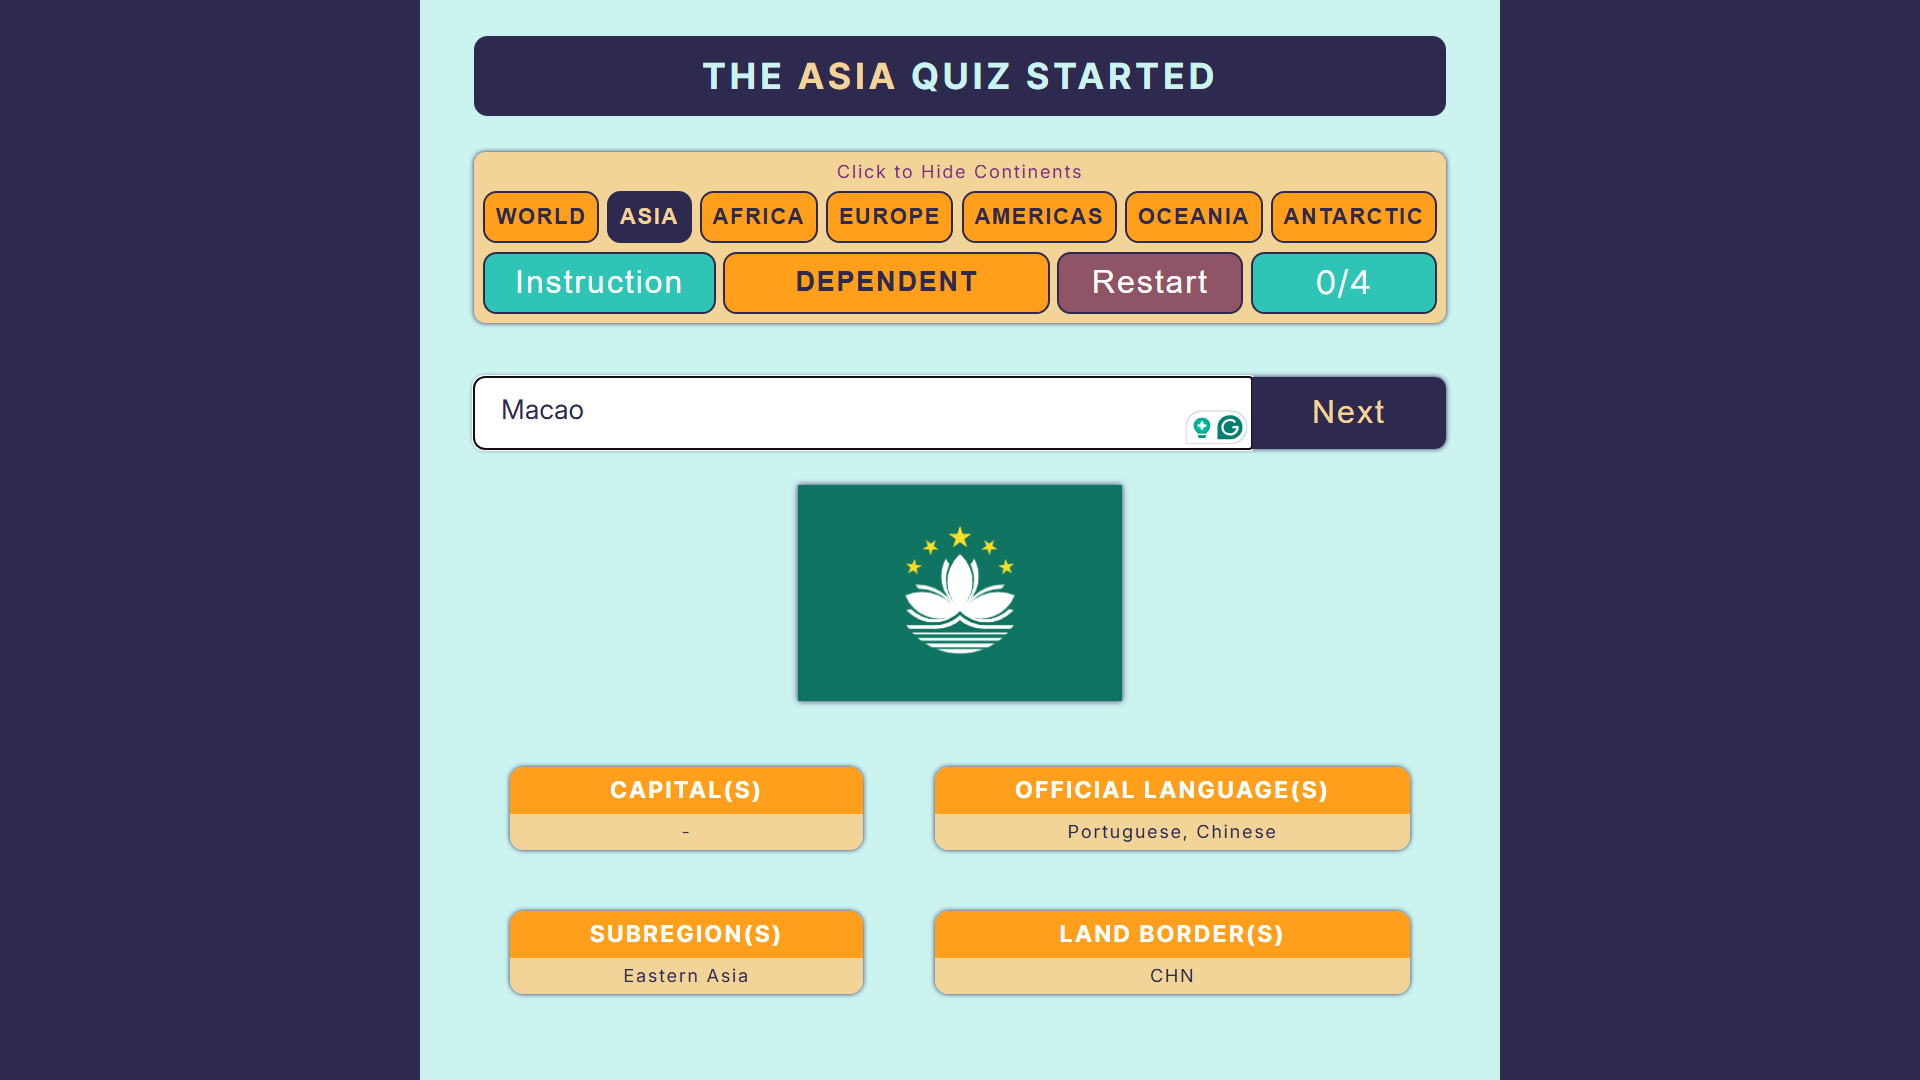 THE ASIA QUIZ STARTED
Click to Hide Continents
WORLD ASIA AFRICA EUROPE AMERICAS OCEANIA ANTARCTIC
Instruction DEPENDENT Restart 0/4
Macao Next
CAPITAL(S) OFFICIAL LANGUAGE(S)
- Portuguese, Chinese
SUBREGION(S) LAND BORDER(S)
Eastern Asia CHN